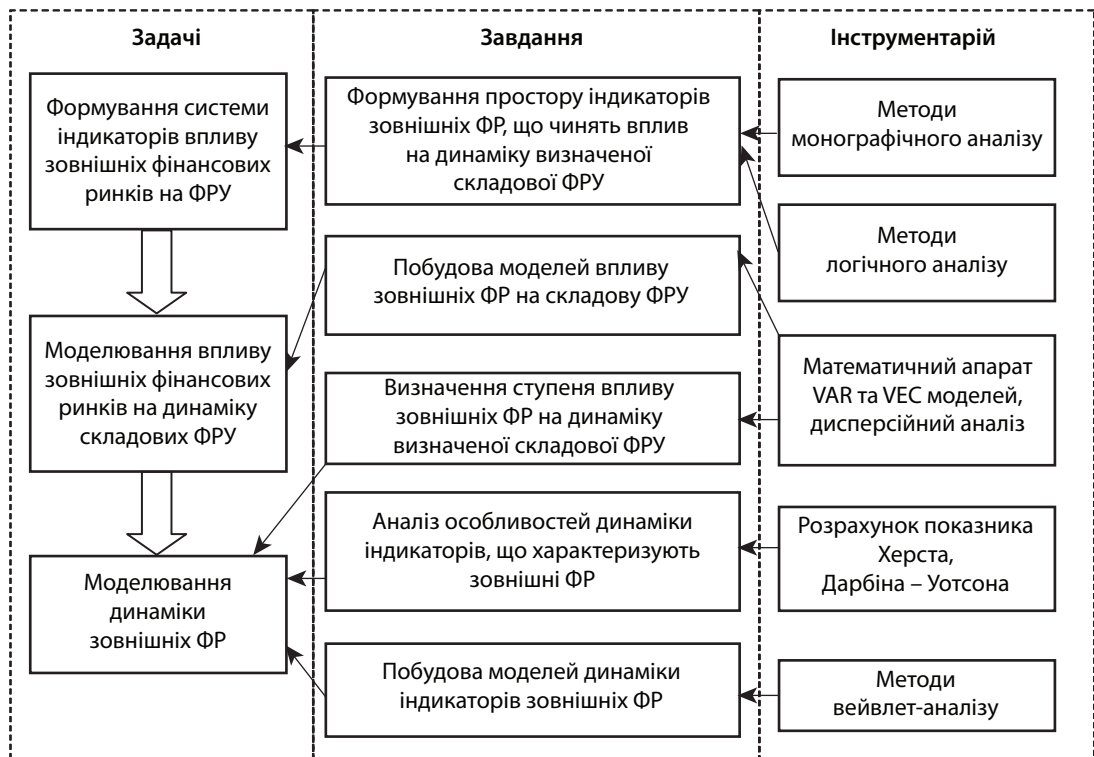 Задачі
Завдання
Інструментарій
Формування системи
індикаторів впливу
зовнішніх фінансових
ринків на ФРУ
Моделювання впливу
зовнішніх фінансових
ринків на динаміку
складових ФРУ
Моделювання
динаміки
зовнішніх ФР
Формування простору індикаторів
зовнішніх ФР, що чинять вплив
на динаміку визначеної
складової ФРУ
Побудова моделей впливу
зовнішніх ФР на складову ФРУ
Визначення ступеня впливу
зовнішніх ФР на динаміку
визначеної складової ФРУ
Аналіз особливостей динаміки
індикаторів, що характеризують
зовнішні ФР
Побудова моделей динаміки
індикаторів зовнішніх ФР
Методи
монографічного аналізу
Методи
логічного аналізу
Математичний апарат
VAR та VEC моделей,
дисперсійний аналіз
Розрахунок показника
Херста,
Дарбіна – Уотсона
Методи
вейвлет-аналізу